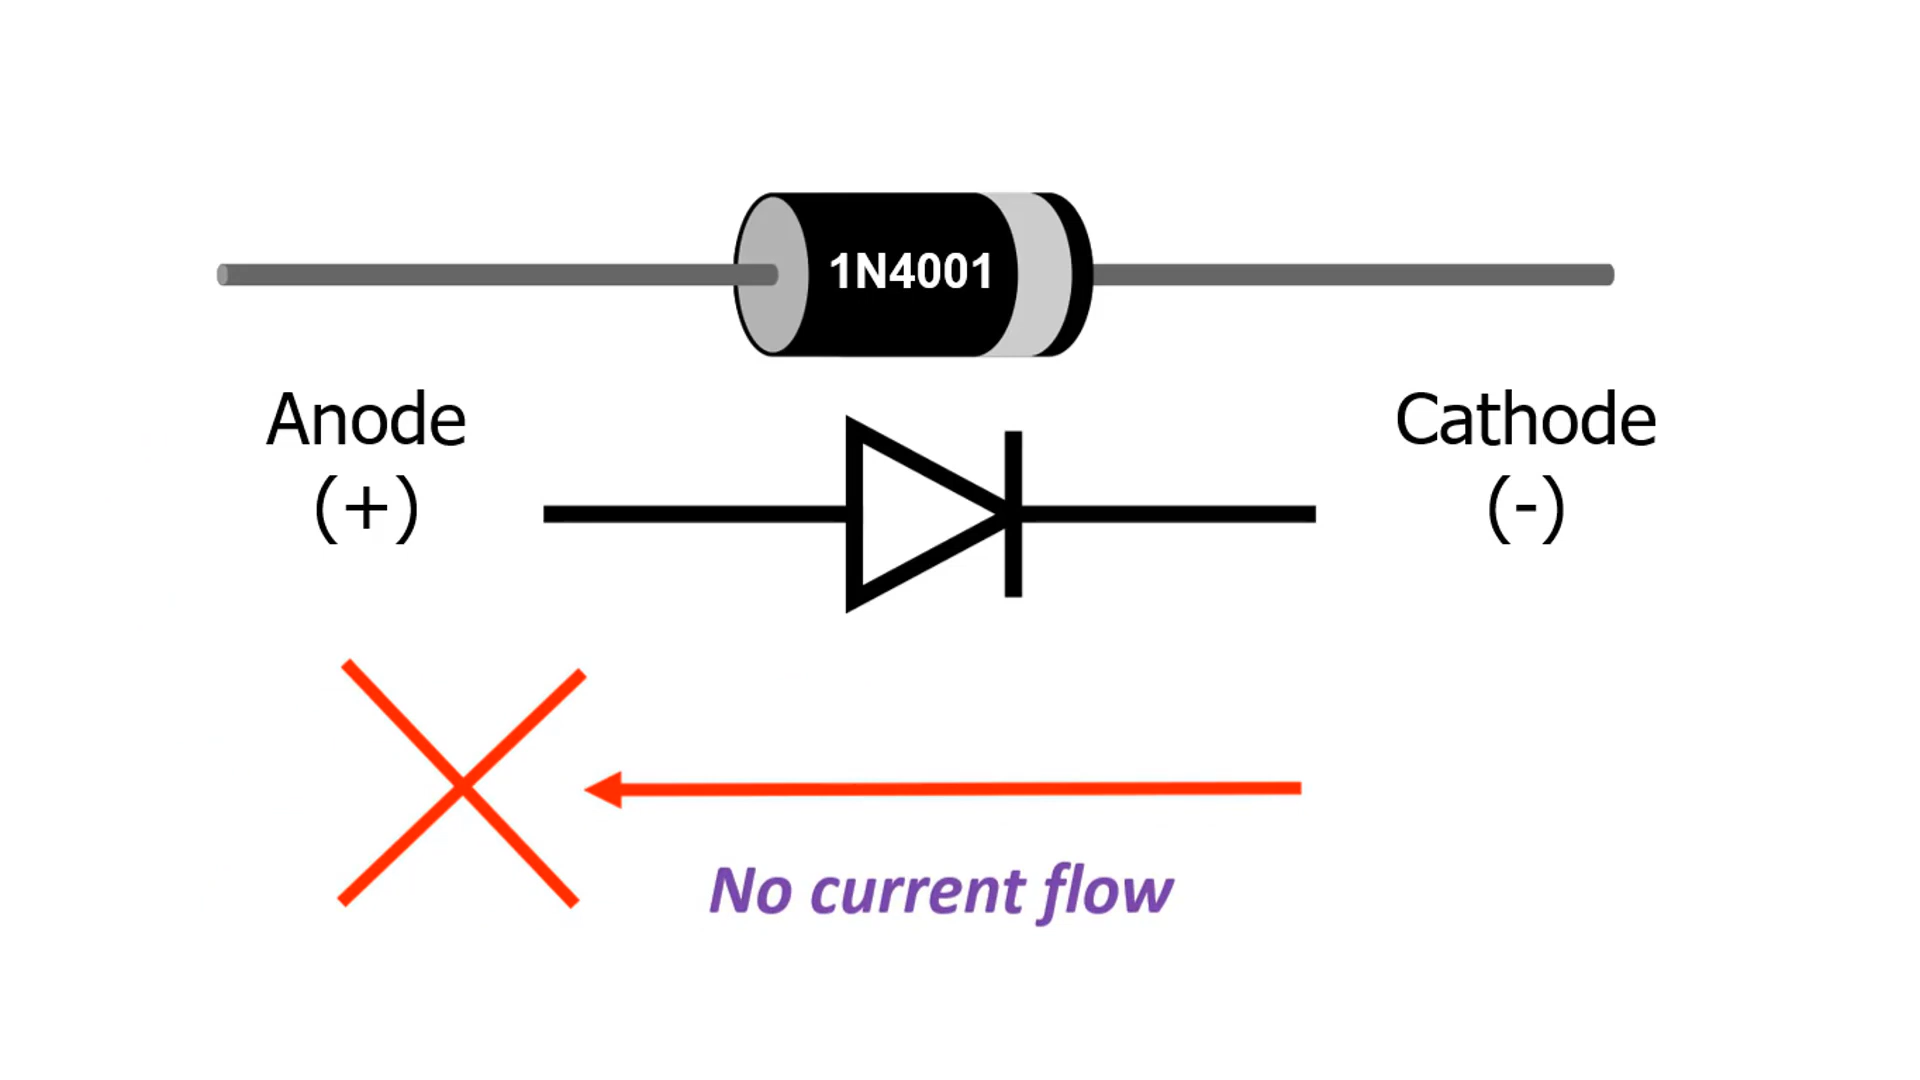 1N4001
Anode
(+)
Cathode
(-)
No current flow